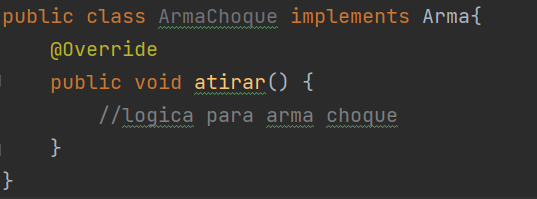 public class ArmaChoque implements Arma{
@Override
public void atirar() {
//logica para arma choque
}
}